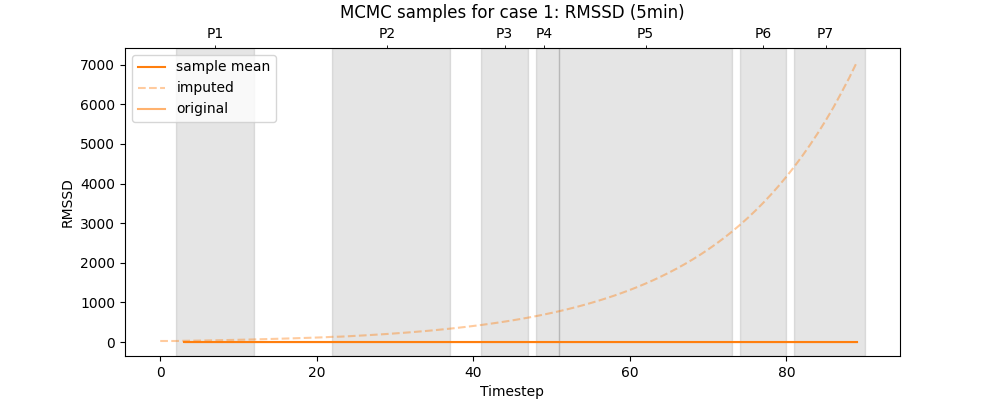 MCMC samples for case 1: RMSSD (5min)
P1 P2 P3 P4 P5 P6 P7
sample mean
imputed
original
7000
6000
5000
4000
3000
2000
1000
0
RMSSD
0 20 40 60 80
Timestep